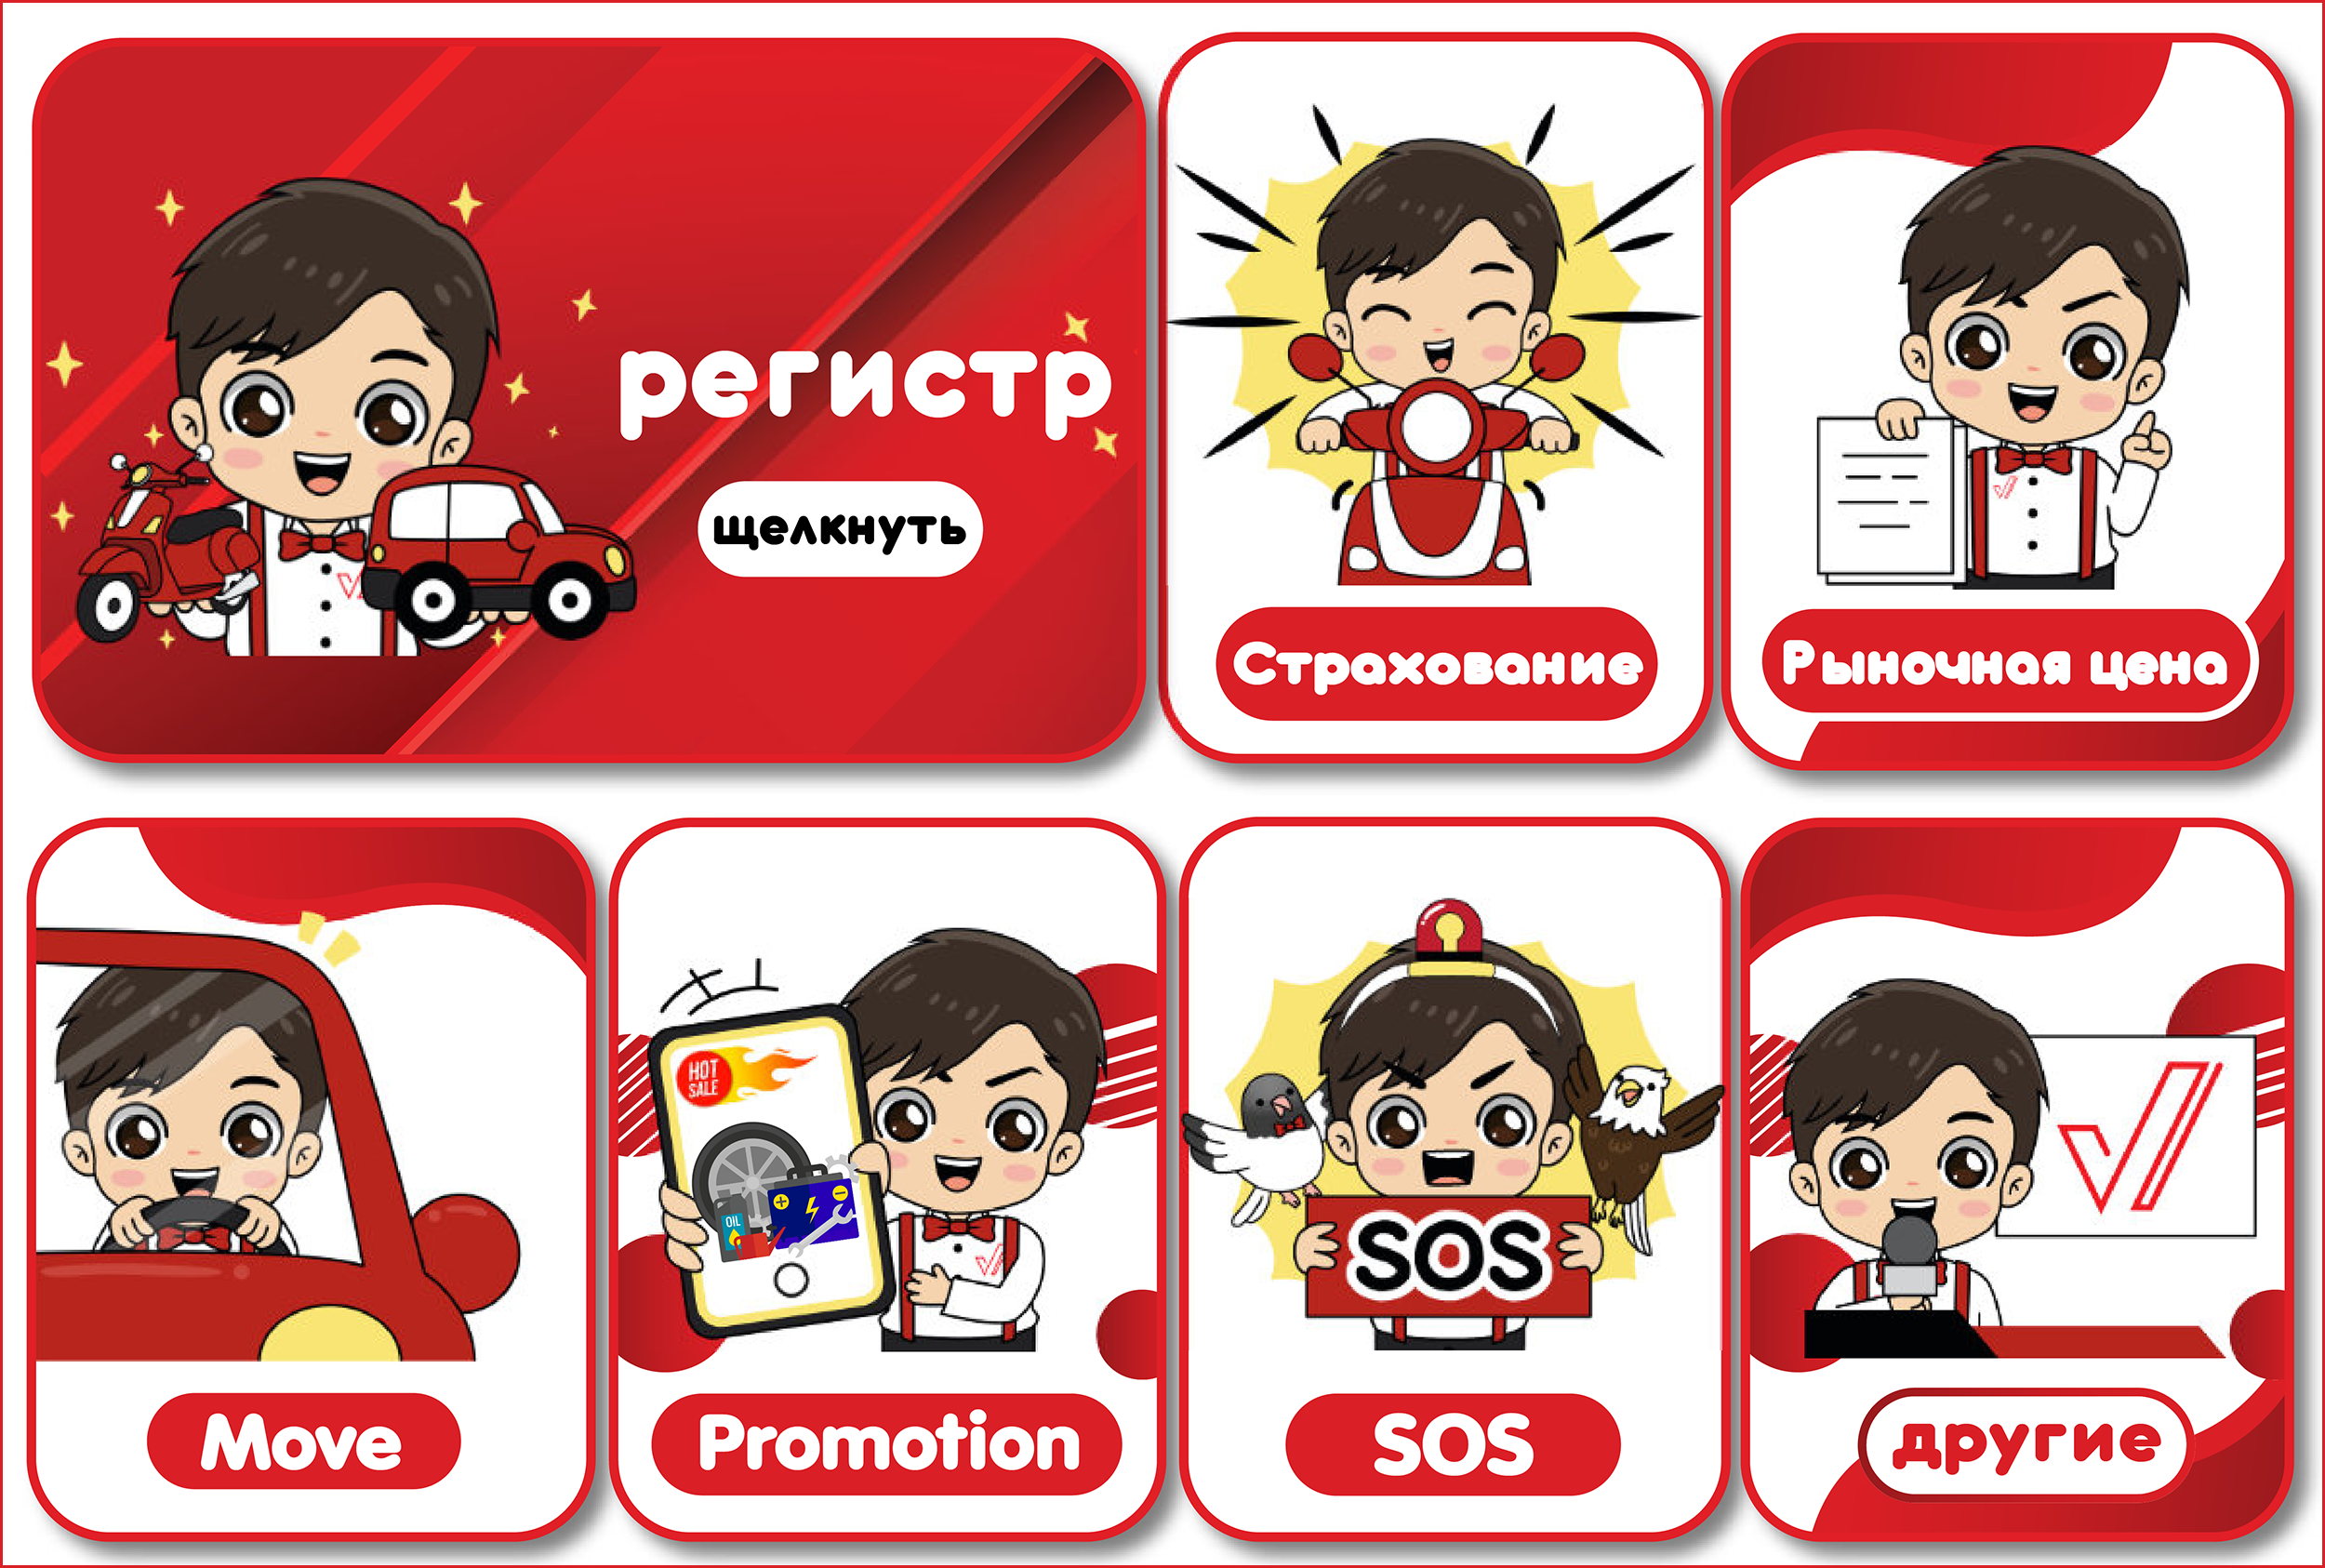 регистр
щелкнуть
Страхование
Рыночная цена
HOT
SALE
OIL
SOS
Move
Promotion
SOS
другие